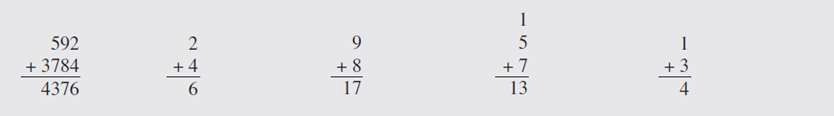 1
592 2 9 5 1
+ 3784 + 4 + 8 + 7 + 3
4376 6 17 13 4